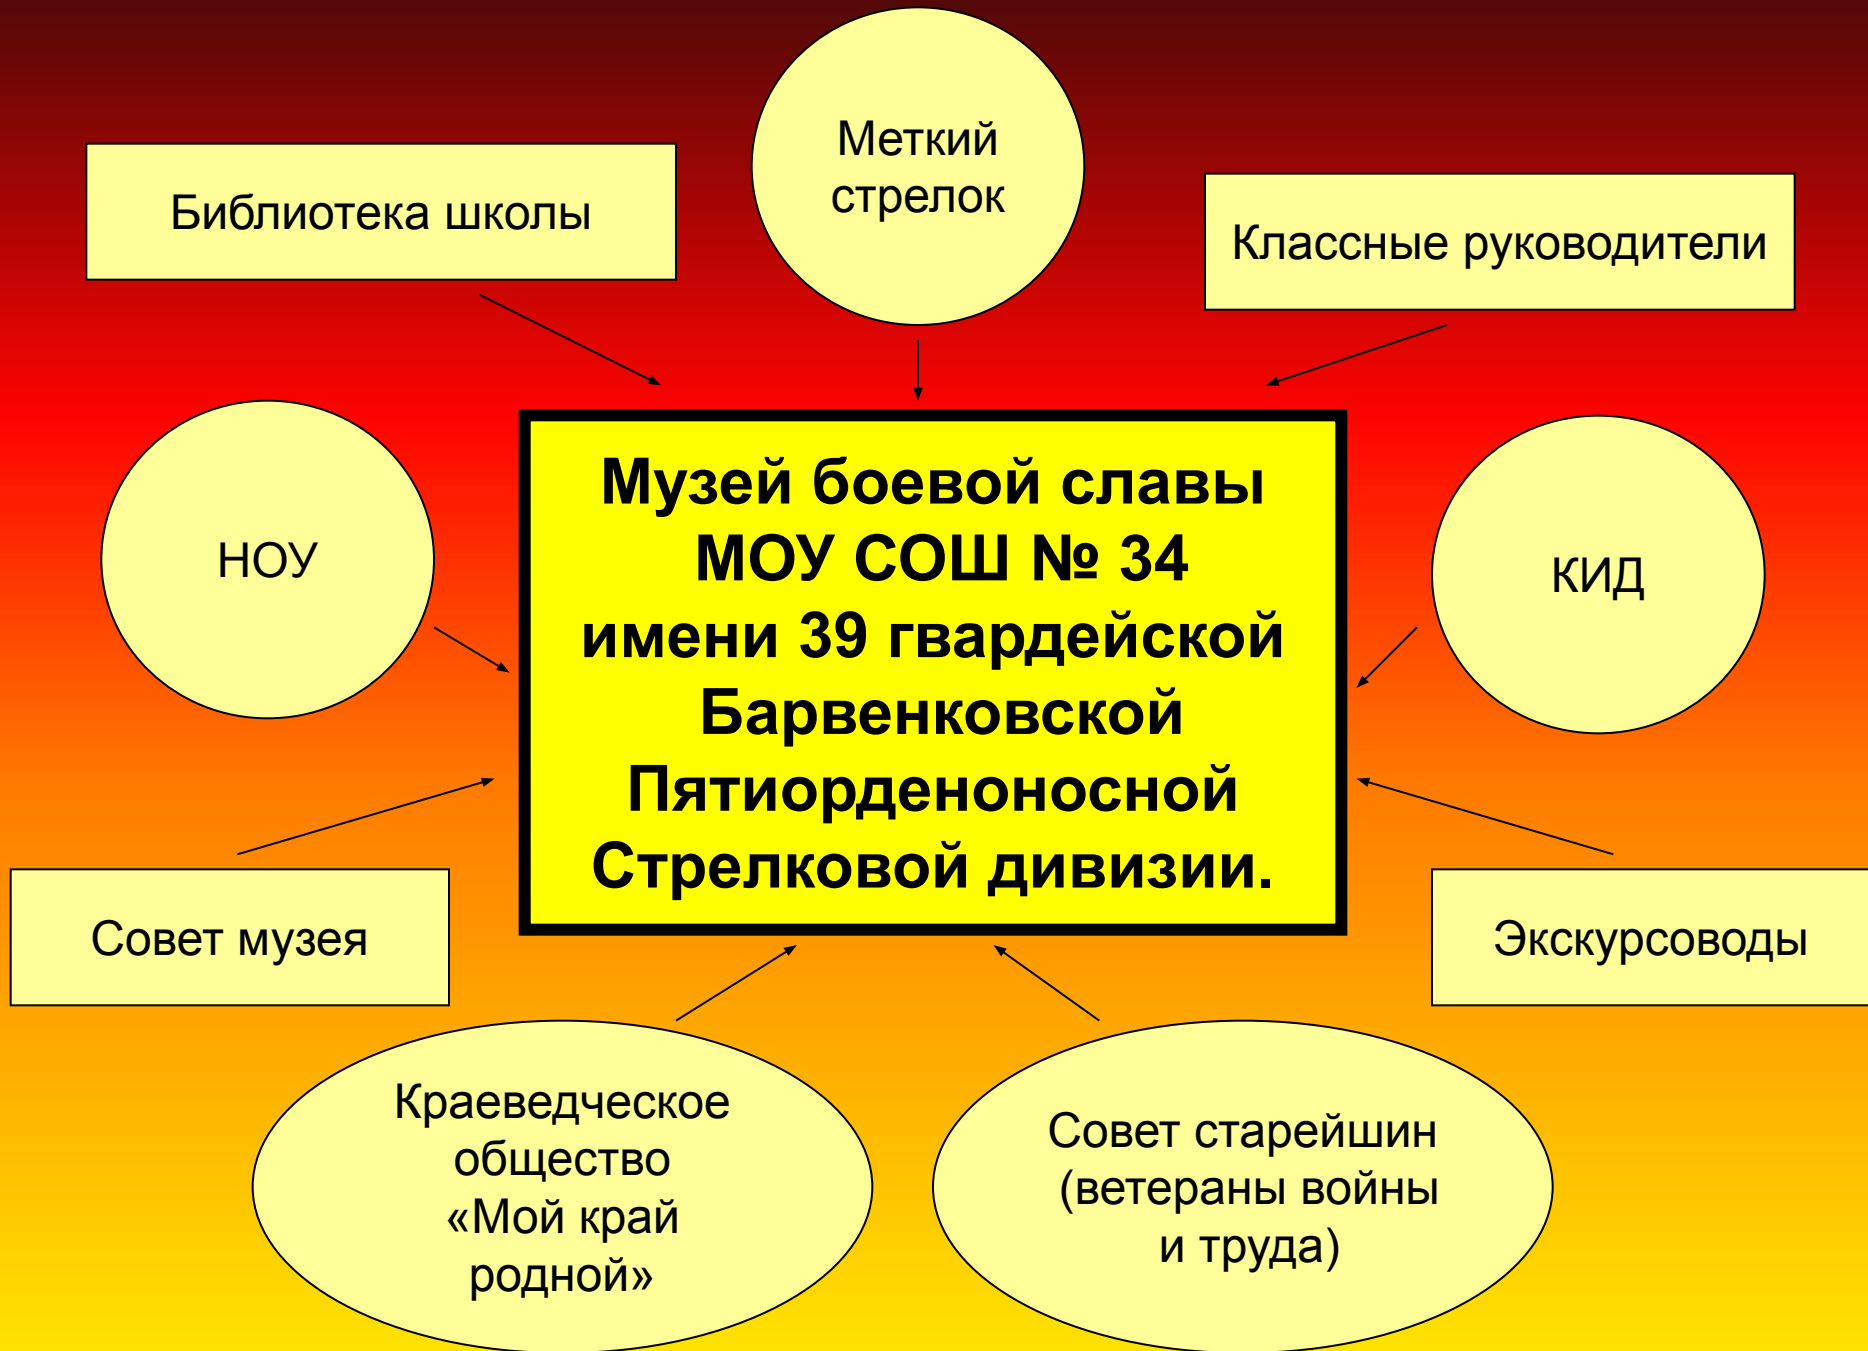 Меткий
стрелок
Библиотека школы
Классные руководители
НОУ
Музей боевой славы
МОУ СОШ № 34
имени 39 гвардейской
Барвенковской
Пятиорденоносной
Стрелковой дивизии.
КИД
Совет музея
Экскурсоводы
Краеведческое
общество
«Мой край
родной»
Совет старейшин
(ветераны войны
и труда)